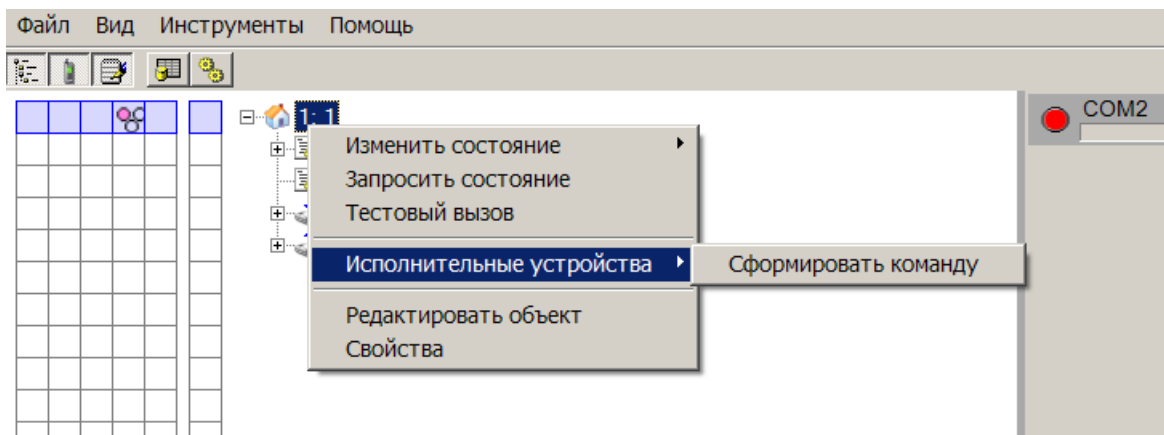 Файл Вид Инструменты Помощь
1: 1
COM2
Изменить состояние
Запросить состояние
Тестовый вызов
Исполнительные устройства
Сформировать команду
Редактировать объект
Свойства